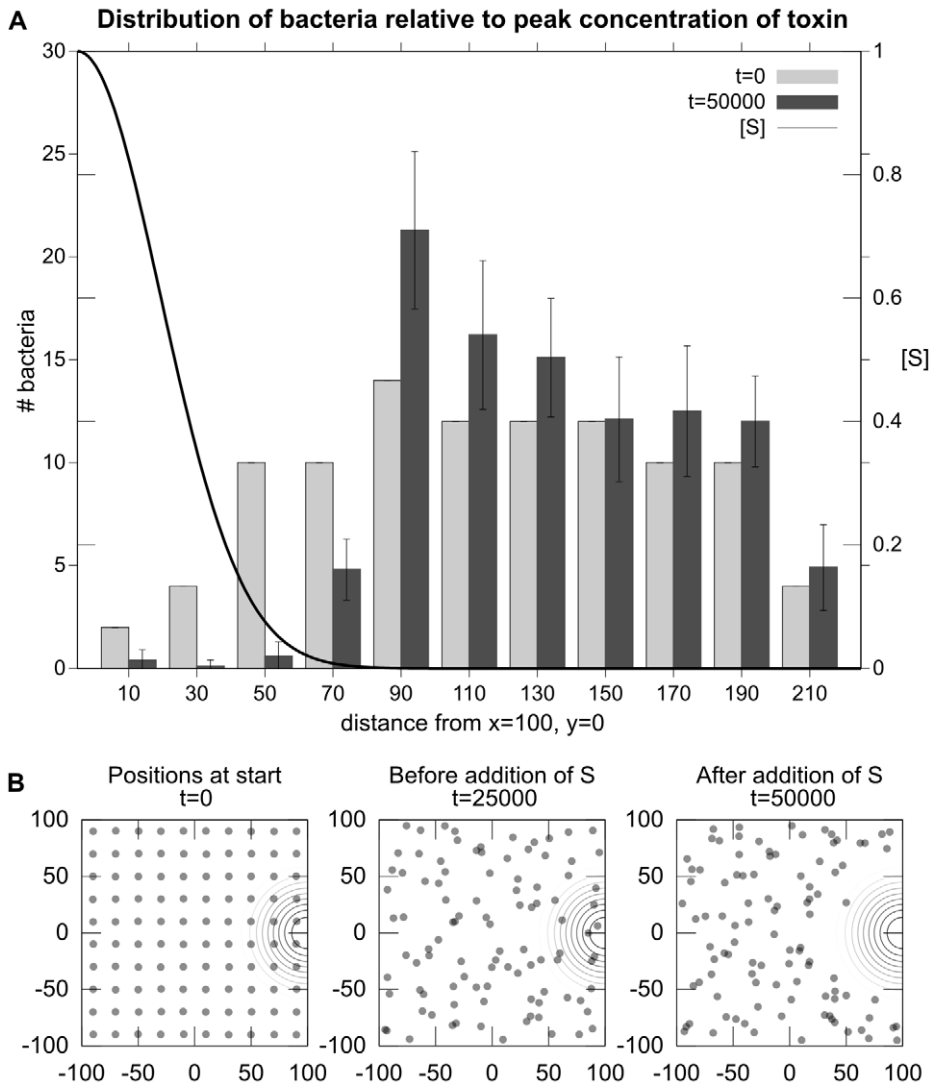 A Distribution of bacteria relative to peak concentration of toxin
30 1
t=0
t=50000
[S]
25
0.8
20
0.6
# bacteria
15 [S]
0.4
10
0.2
5
0 0
10 30 50 70 90 110 130 150 170 190 210
distance from x=100, y=0
B Positions at start Before addition of S After addition of S
t=0 t=25000 t=50000
100 100 100
50 50 50
0 0 0
-50 -50 -50
-100 -100 -100
-100 -50 0 50 100 -100 -50 0 50 100 -100 -50 0 50 100